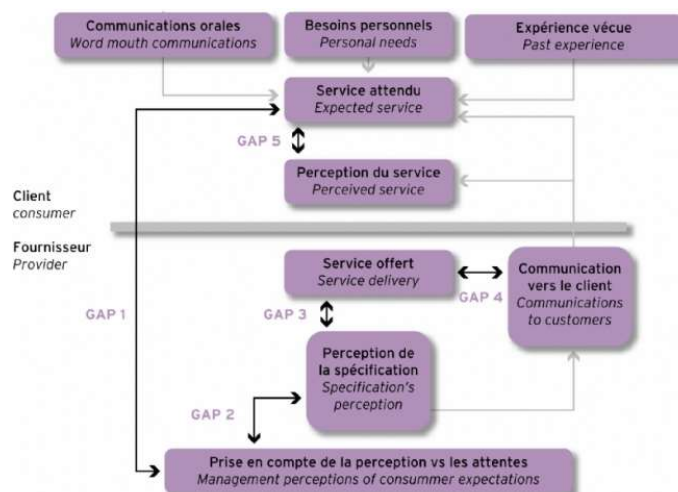 Communications orales
Word mouth communications
Besoins personnels
Personal needs
Expérience vécue
Past experience
Service attendu
Expected service
GAP 5
Perception du service
Perceived service
Client
consumer
Fournisseur
Provider
Service offert
Service delivery
GAP 4
Communication
vers le client
Communications
to customers
GAP 1
GAP 3
Perception de
la spécification
Specification's
perception
GAP 2
Prise en compte de la perception vs les attentes
Management perceptions of consummer expectations